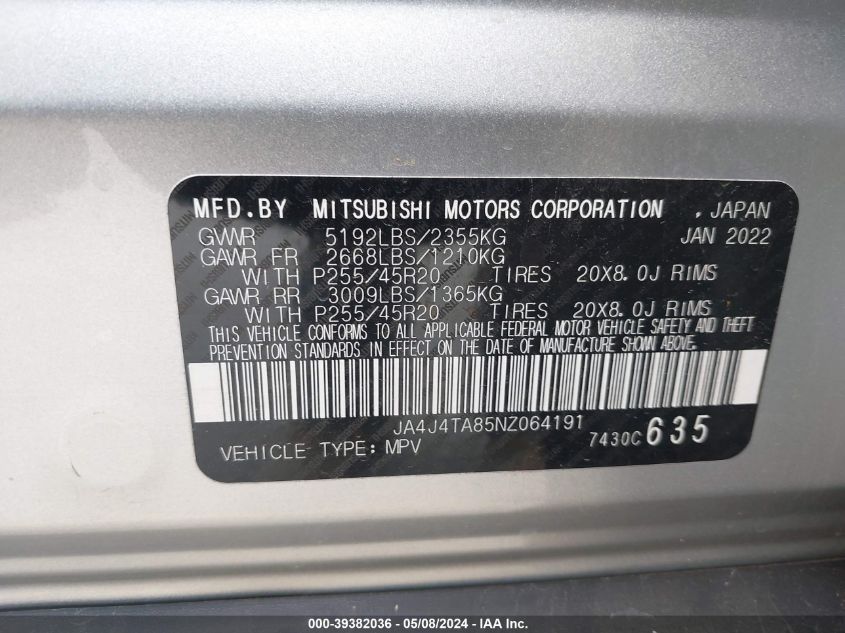 MFD.BY MITSUBISHI MOTORS CORPORATION , JAPAN
GVWR 5192LBS/2355KG JAN 2022
GAWR FR 2668LBS/1210KG
WITH P255/45R20 TIRES 20X8.0J RIMS
GAWR RR 3009LBS/1365KG
WITH P255/45R20 TIRES 20X8.0J RIMS
THIS VEHICLE CONFORMS TO ALL APPLICABLE FEDERAL MOTOR VEHICLE SAFETY AND THEFT
PREVENTION STANDARDS IN EFFECT ON THE DATE OF MANUFACTURE SHOWN ABOVE.
JA4J4TA85NZ064191
VEHICLE TYPE: MPV 7430C 635
000-39382036 - 05/08/2024 - IAA Inc.